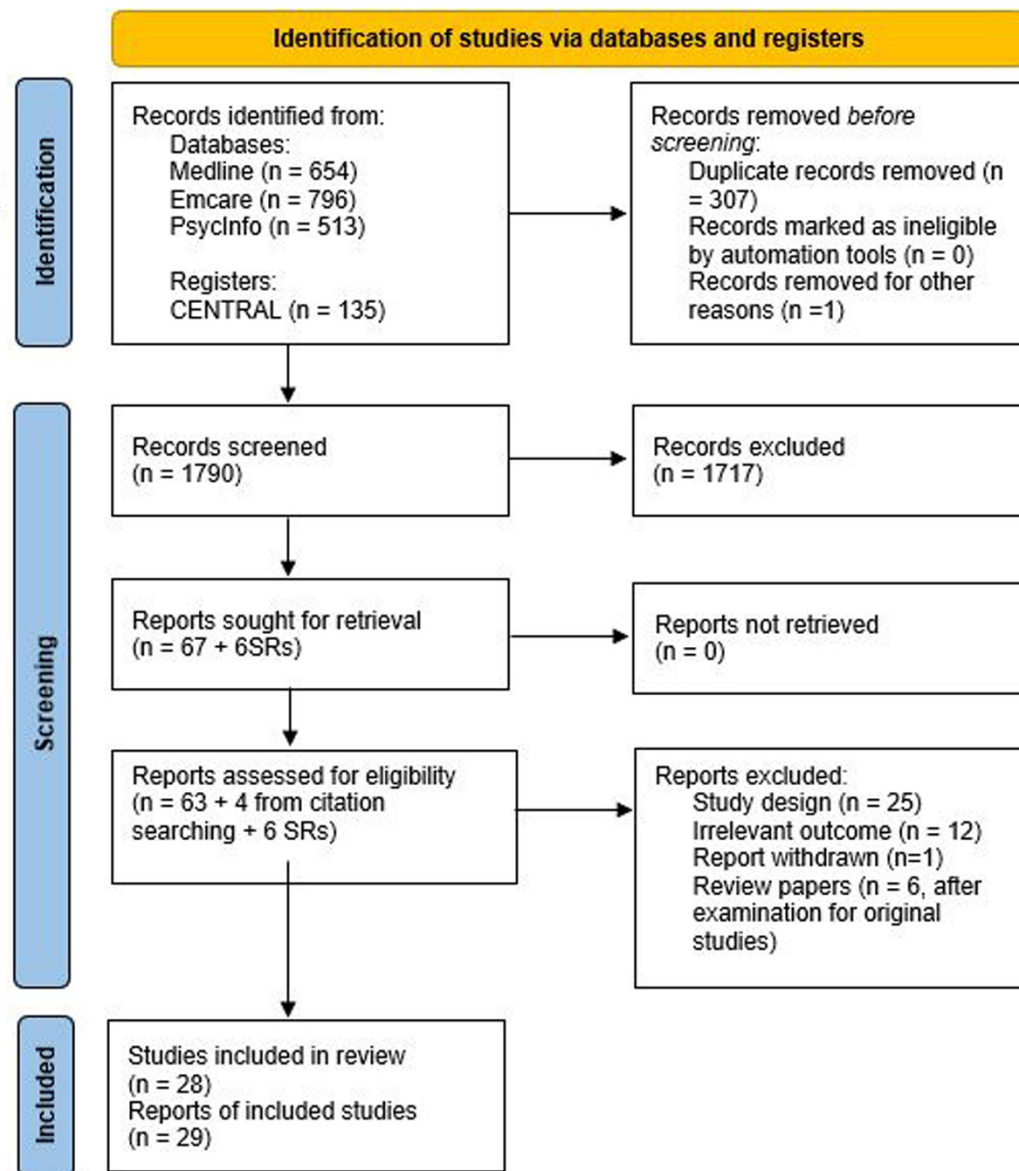 Identification of studies via databases and registers
Identification
Records identified from:
Databases:
Medline (n = 654)
Emcare (n = 796)
PsycInfo (n = 513)
Registers:
CENTRAL (n = 135)
Records removed before
screening:
Duplicate records removed (n
= 307)
Records marked as ineligible
by automation tools (n = 0)
Records removed for other
reasons (n =1)
Screening
Records screened
(n = 1790)
Records excluded
(n = 1717)
Reports sought for retrieval
(n = 67 + 6SRs)
Reports not retrieved
(n = 0)
Reports assessed for eligibility
(n = 63 + 4 from citation
searching + 6 SRs)
Reports excluded:
Study design (n = 25)
Irrelevant outcome (n = 12)
Report withdrawn (n=1)
Review papers (n = 6, after
examination for original
studies)
Included
Studies included in review
(n = 28)
Reports of included studies
(n = 29)